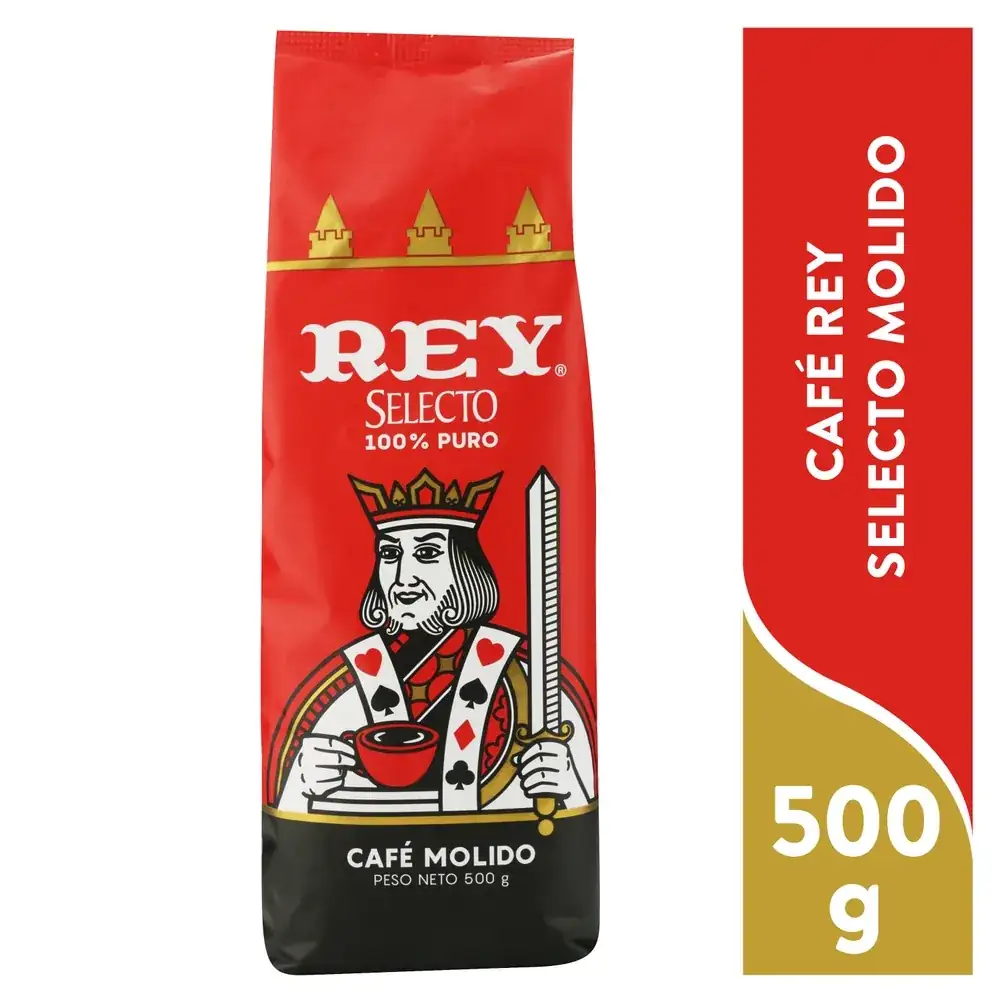 REY®
SELECTO
100% PURO
CAFÉ MOLIDO
PESO NETO 500 g
CAFÉ REY
SELECTO MOLIDO
500
g